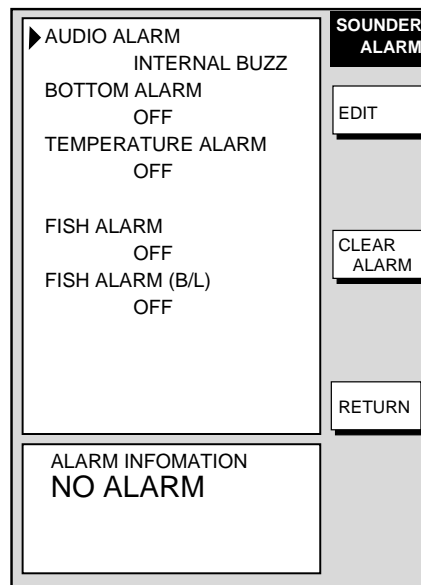 AUDIO ALARM
INTERNAL BUZZ
BOTTOM ALARM
OFF
TEMPERATURE ALARM
OFF
FISH ALARM
OFF
FISH ALARM (B/L)
OFF
ALARM INFOMATION
NO ALARM
SOUNDER
ALARM
EDIT
CLEAR
ALARM
RETURN